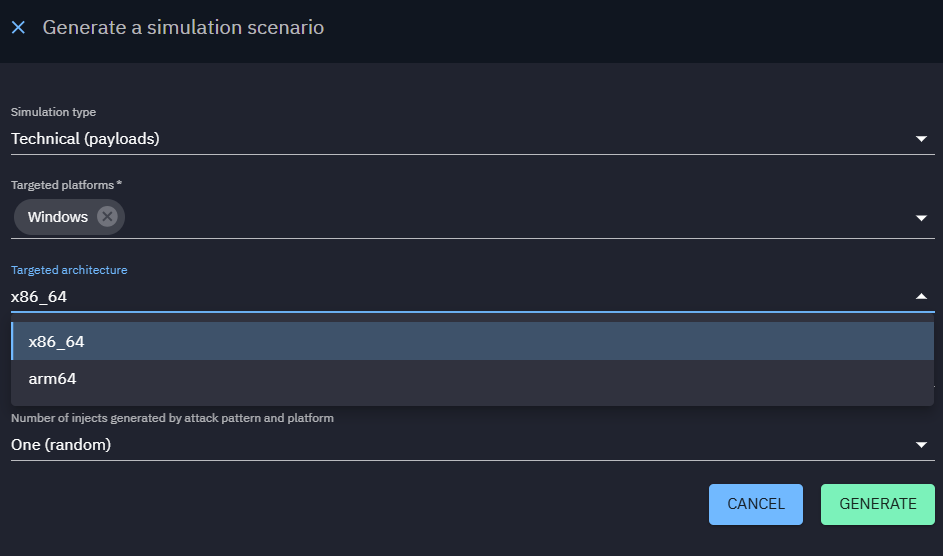 Generate a simulation scenario
Simulation type
Technical (payloads)
Targeted platforms *
Windows
Targeted architecture
x86_64
x86_64
arm64
Number of injects generated by attack pattern and platform
One (random)
CANCEL
GENERATE